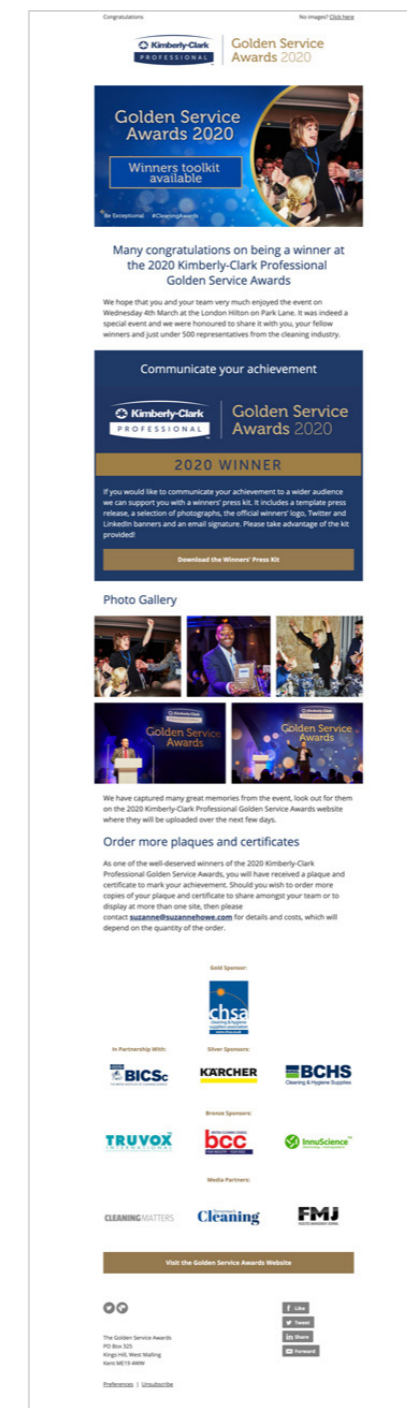 Congratulations
No images? Click here
Kimberly-Clark
PROFESSIONAL
Golden Service
Awards 2020
Golden Service
Awards 2020
Winners toolkit
available
Be Exceptional #CleaningAwards
Many congratulations on being a winner at
the 2020 Kimberly-Clark Professional
Golden Service Awards
We hope that you and your team very much enjoyed the event on
Wednesday 4th March at the London Hilton on Park Lane. It was indeed a
special event and we were honoured to share it with you, your fellow
winners and just under 500 representatives from the cleaning industry.
Communicate your achievement
Kimberly-Clark
PROFESSIONAL
Golden Service
Awards 2020
2020 WINNER
If you would like to communicate your achievement to a wider audience
we can support you with a winners' press kit. It includes a template press
release, a selection of photographs, the official winners' logo, Twitter and
LinkedIn banners and an email signature. Please take advantage of the kit
provided!
Download the Winners' Press Kit
Photo Gallery
Golden Service
Awards
Kimberly-Clark
Golden Service
Awards
We have captured many great memories from the event, look out for them
on the 2020 Kimberly-Clark Professional Golden Service Awards website
where they will be uploaded over the next few days.
Order more plaques and certificates
As one of the well-deserved winners of the 2020 Kimberly-Clark
Professional Golden Service Awards, you will have received a plaque and
certificate to mark your achievement. Should you wish to order more
copies of your plaque and certificate to share amongst your team or to
display at more than one site, then please
contact suzanne@suzannehowe.com for details and costs, which will
depend on the quantity of the order.
Gold Sponsor:
chsa
cleaning & hygiene
suppliers association
www.chsa.co.uk
In Partnership With:
Silver Sponsors:
BICSc
KÄRCHER
BCHS
Cleaning & Hygiene Supplies
Bronze Sponsors:
TRUVOX
INTERNATIONAL
bcc
InnuScience
Media Partners:
CLEANING MATTERS
Cleaning
FMJ
Visit the Golden Service Awards Website
Like
Tweet
Share
Forward
The Golden Service Awards
PO Box 325
Kings Hill, West Malling
Kent ME19 4WW
Preferences | Unsubscribe